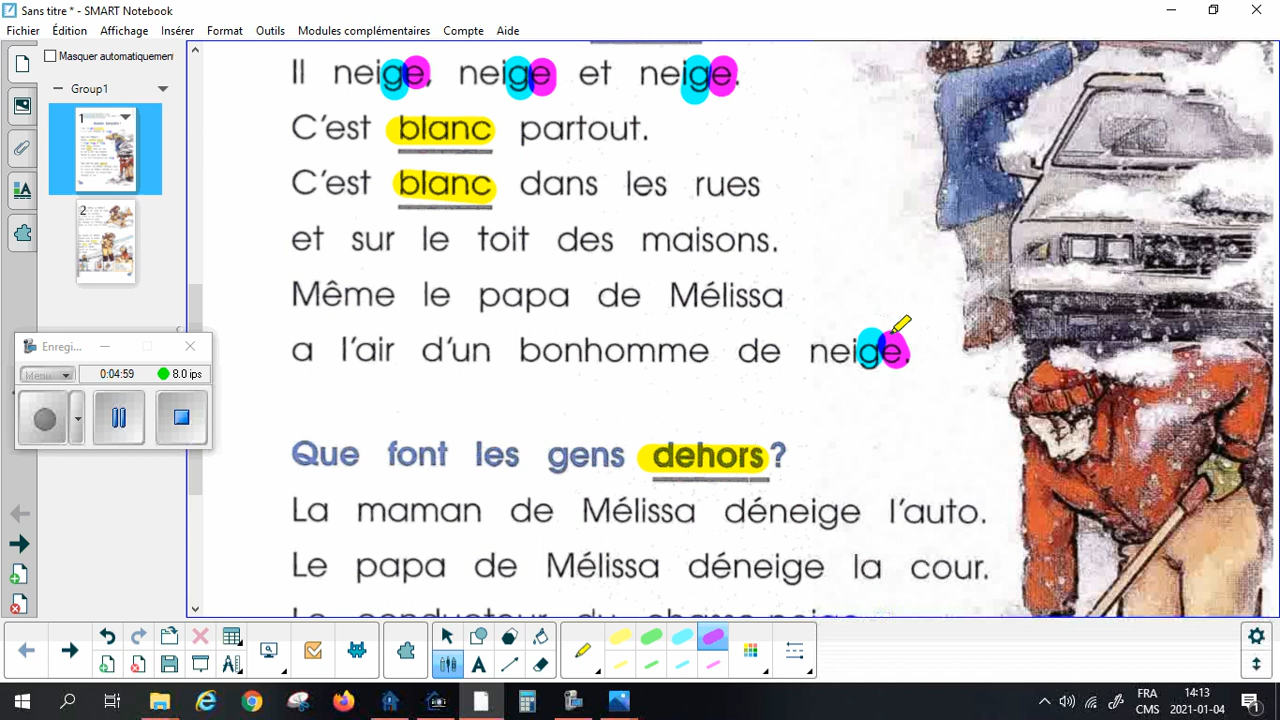 Sans titre * - SMART Notebook
Fichier Édition Affichage Insérer Format Outils Modules complémentaires Compte Aide
Masquer automatiquemen
Group1
1
2
Il neige, neige et neige.
C'est blanc partout.
C'est blanc dans les rues
et sur le toit des maisons.
Même le papa de Mélissa
a l'air d'un bonhomme de neige.
Que font les gens dehors ?
La maman de Mélissa déneige l'auto.
Le papa de Mélissa déneige la cour.
Enregi...
Menu
0:04:59
8.0 ips
A
FRA
CMS
14:13
2021-01-04
1